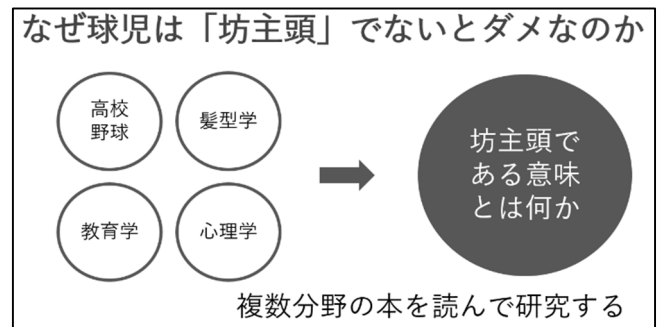 なぜ球児は「坊主頭」でないとダメなのか
高校
野球
髪型学
教育学
心理学
坊主頭で
ある意味
とは何か
複数分野の本を読んで研究する